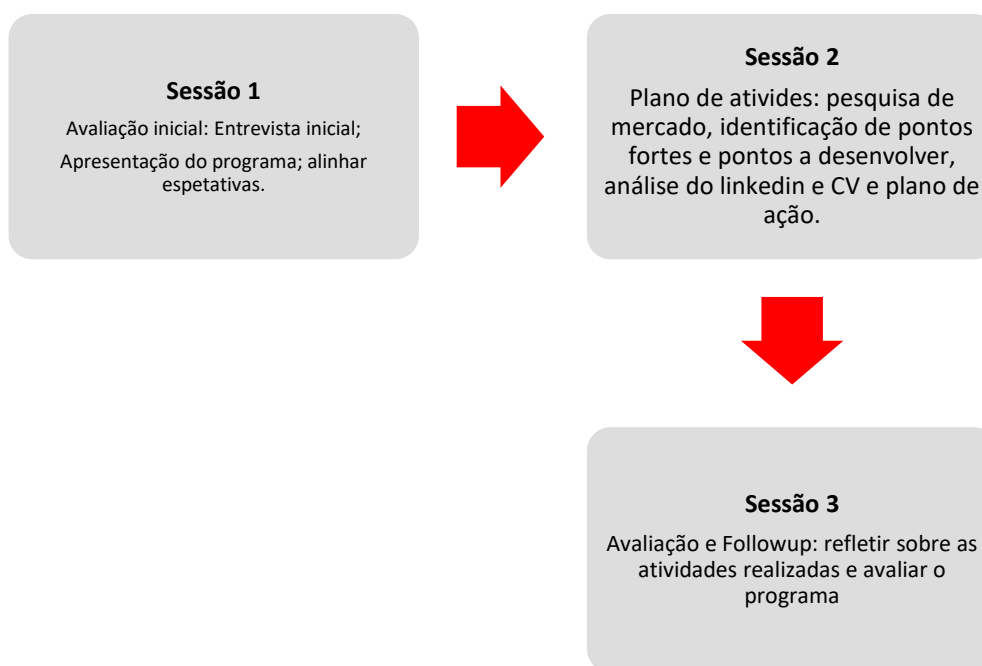 Sessão 1
Avaliação inicial: Entrevista inicial;
Apresentação do programa; alinhar
espetativas.
Sessão 2
Plano de ativides: pesquisa de
mercado, identificação de pontos
fortes e pontos a desenvolver,
análise do linkedin e CV e plano de
ação.
Sessão 3
Avaliação e Followup: refletir sobre as
atividades realizadas e avaliar o
programa